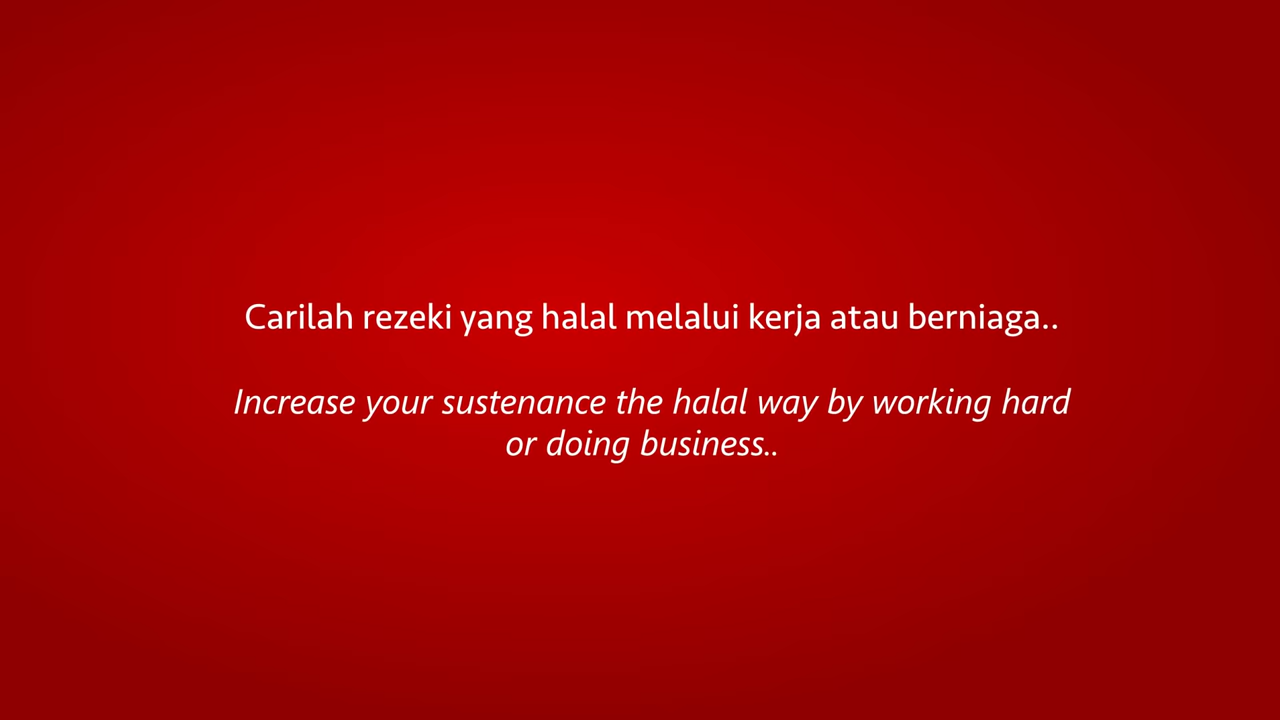 Carilah rezeki yang halal melalui kerja atau berniaga..
Increase your sustenance the halal way by working hard
or doing business..